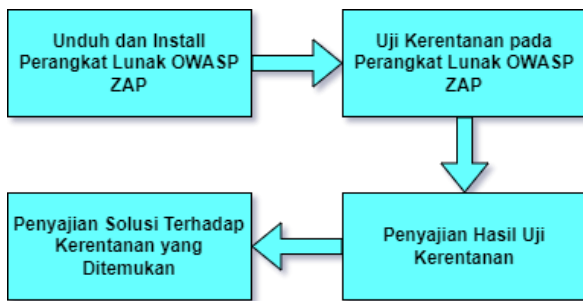 Unduh dan Install
Perangkat Lunak OWASP
ZAP
Uji Kerentanan pada
Perangkat Lunak OWASP
ZAP
Penyajian Hasil Uji
Kerentanan
Penyajian Solusi Terhadap
Kerentanan yang
Ditemukan